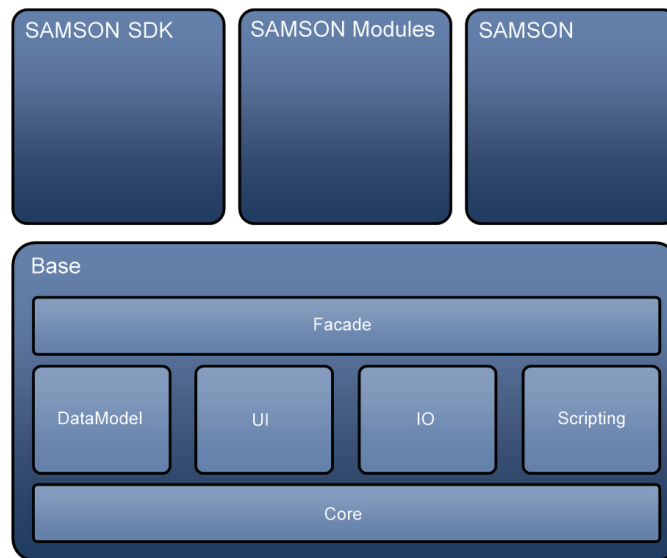 SAMSON SDK
SAMSON Modules
SAMSON
Base
Facade
DataModel
UI
IO
Scripting
Core